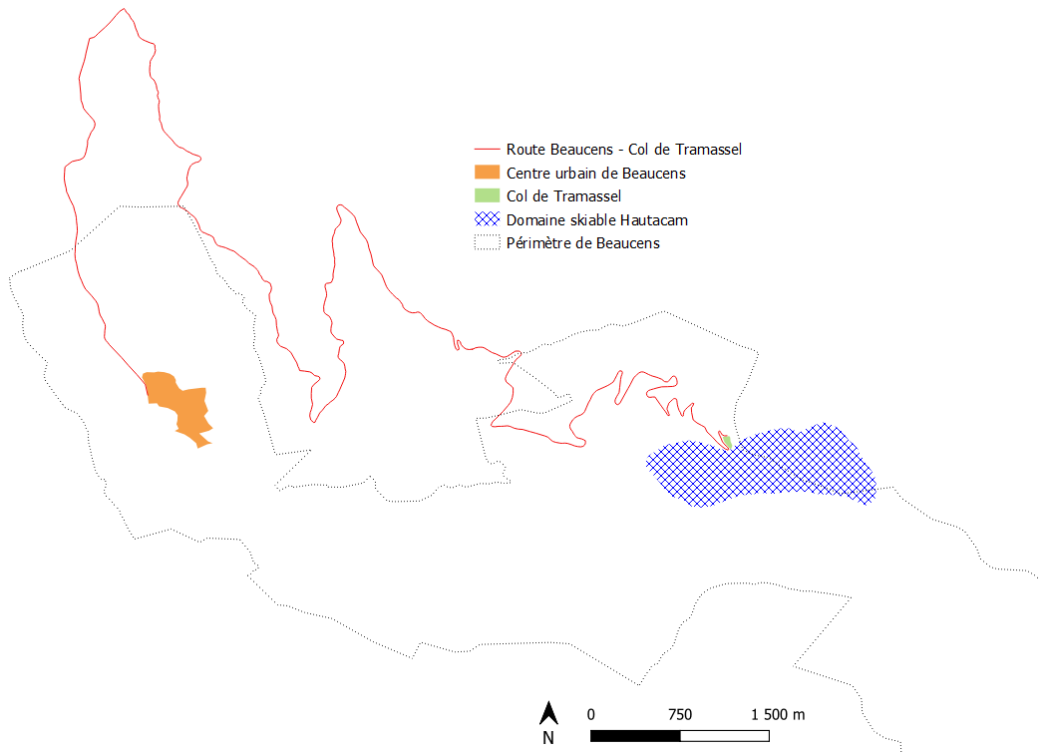 Route Beaucens - Col de Tramassel
Centre urbain de Beaucens
Col de Tramassel
Domaine skiable Hautacam
Périmètre de Beaucens
N
0 750 1 500 m